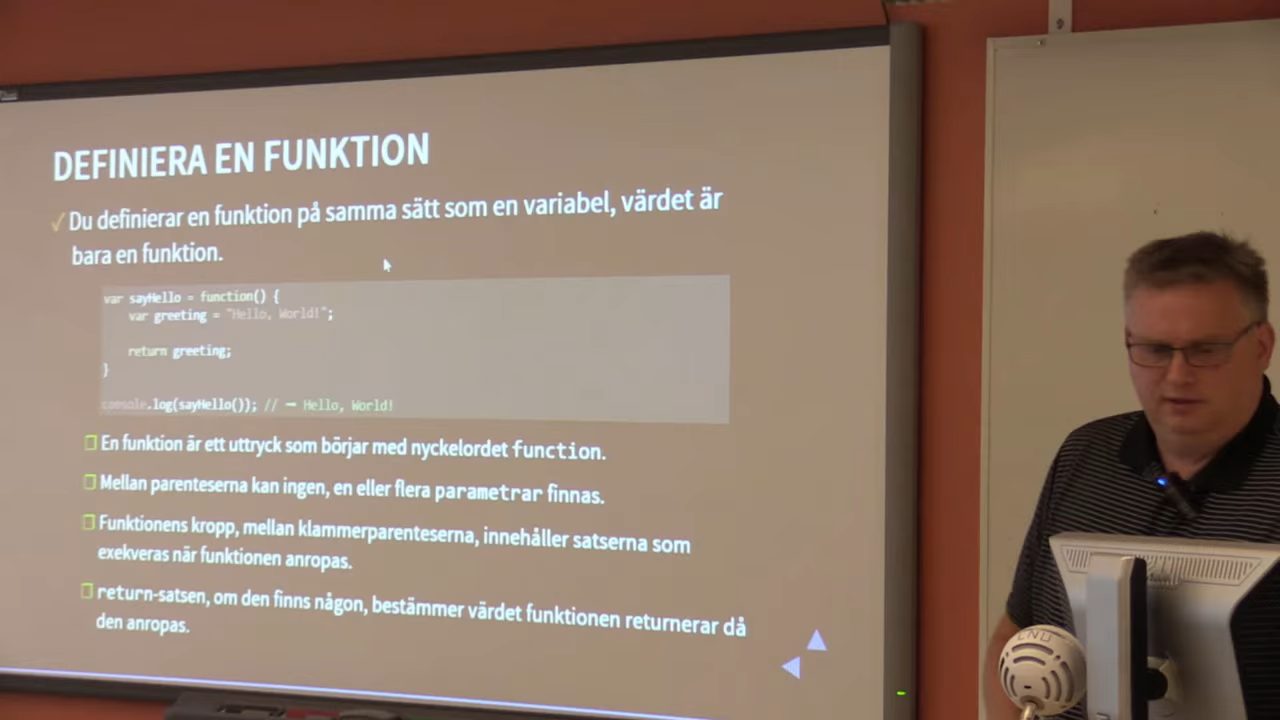 DEFINIERA EN FUNKTION
Du definierar en funktion på samma sätt som en variabel, värdet är
bara en funktion.
var sayHello = function() {
var greeting = "Hello, World!";
return greeting;
}
console.log(sayHello()); // → Hello, World!
En funktion är ett uttryck som börjar med nyckelordet function.
Mellan parenteserna kan ingen, en eller flera parametrar finnas.
Funktionens kropp, mellan klammerparenteserna, innehåller satserna som
exekveras när funktionen anropas.
return-satsen, om den finns någon, bestämmer värdet funktionen returnerar då
den anropas.